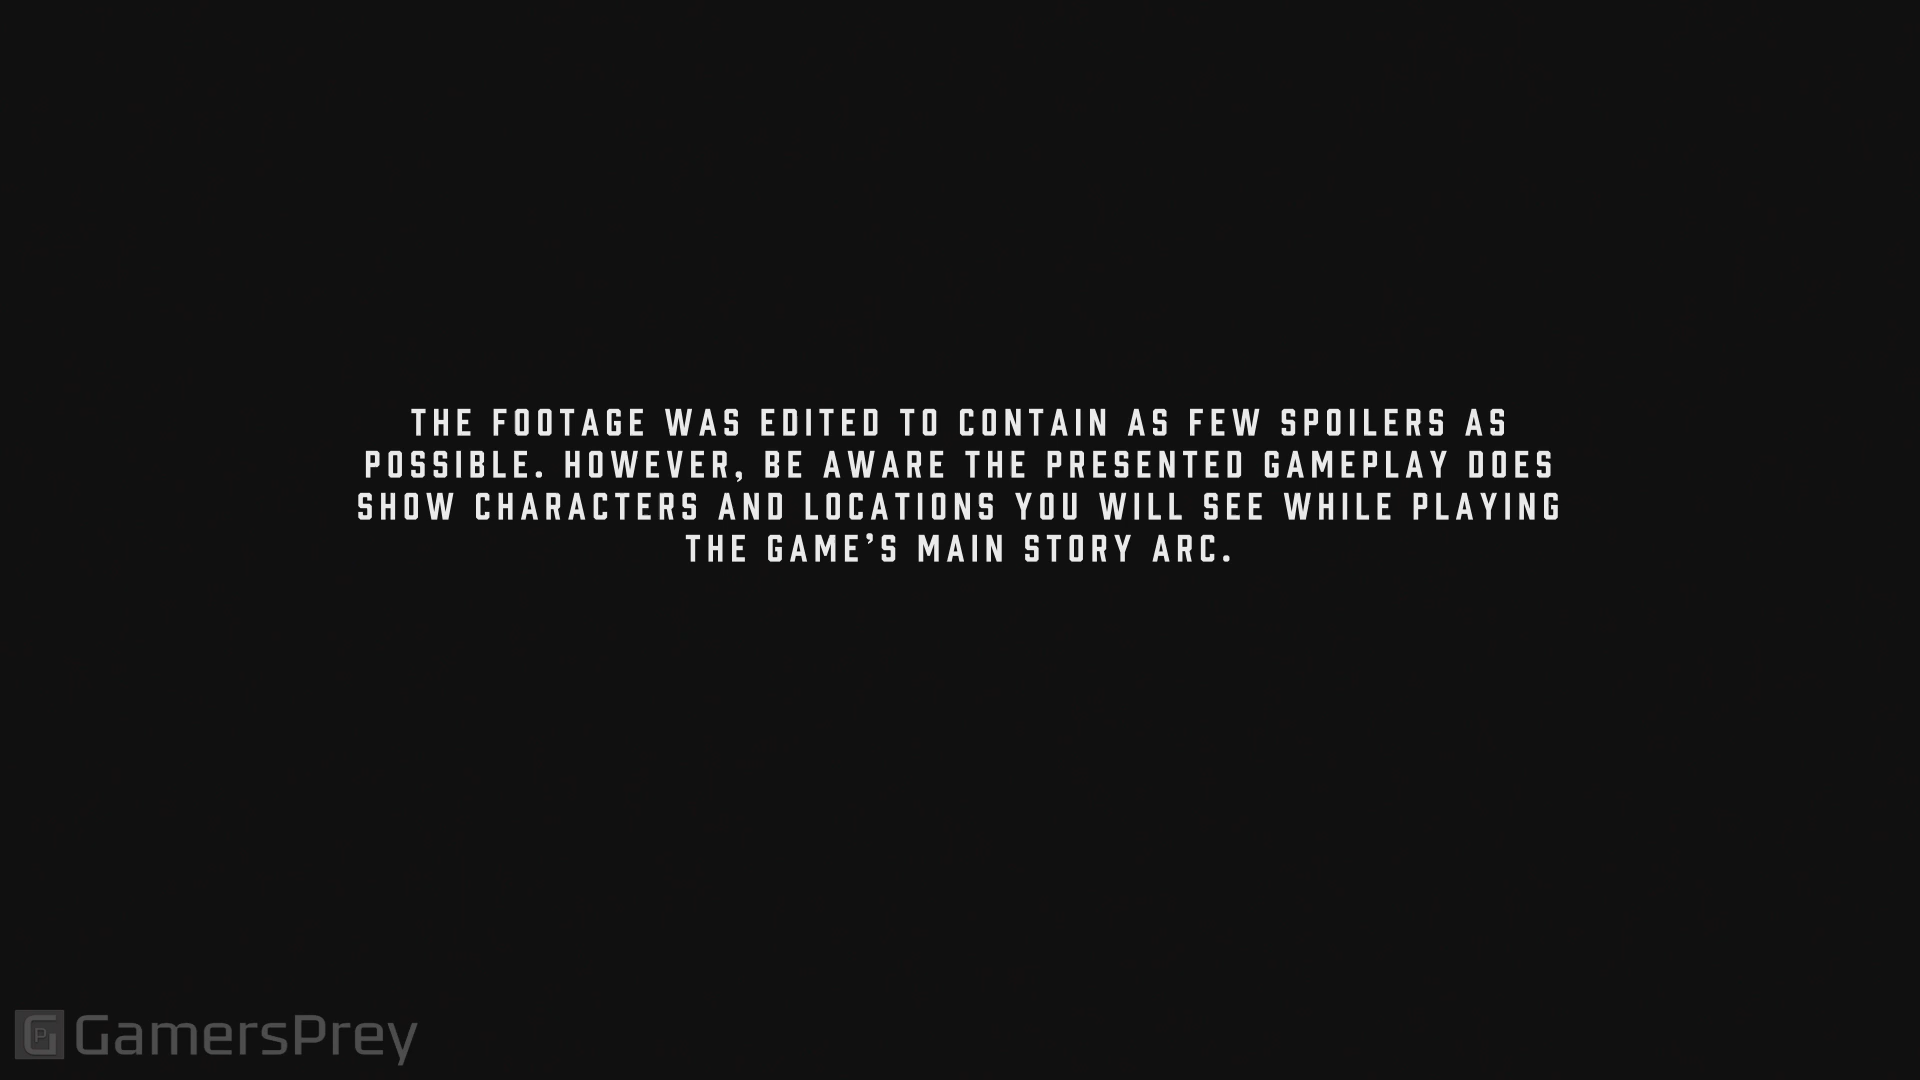 THE FOOTAGE WAS EDITED TO CONTAIN AS FEW SPOILERS AS
POSSIBLE. HOWEVER, BE AWARE THE PRESENTED GAMEPLAY DOES
SHOW CHARACTERS AND LOCATIONS YOU WILL SEE WHILE PLAYING
THE GAME’S MAIN STORY ARC.
GP GamersPrey